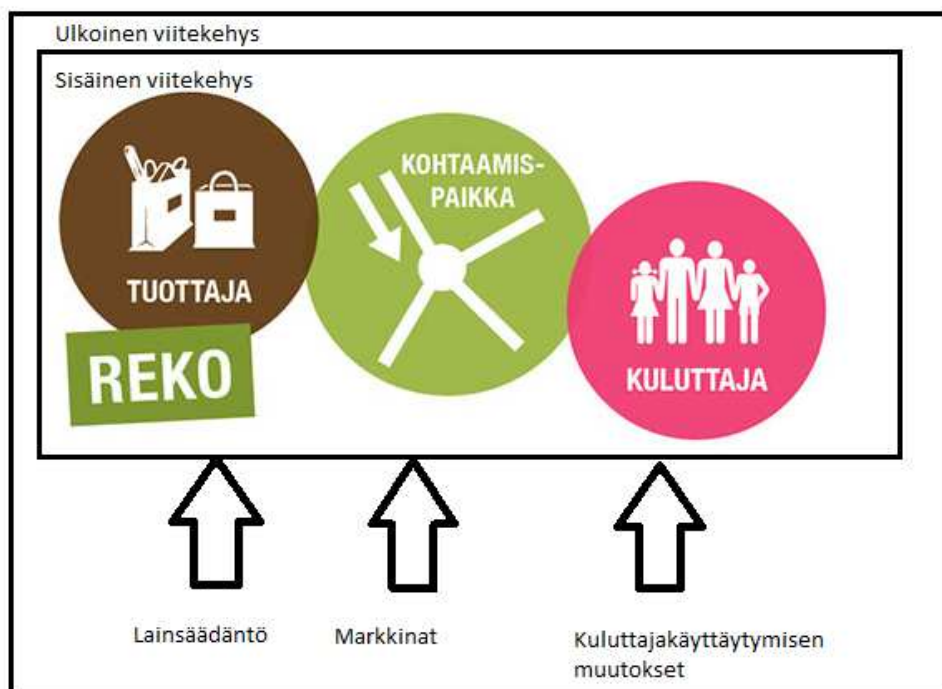 Ulkoinen viitekehys
Sisäinen viitekehys
TUOTTAJA
REKO
KOHTAAMIS-
PAIKKA
KULUTTAJA
Lainsäädäntö
Markkinat
Kuluttajakäyttäytymisen
muutokset